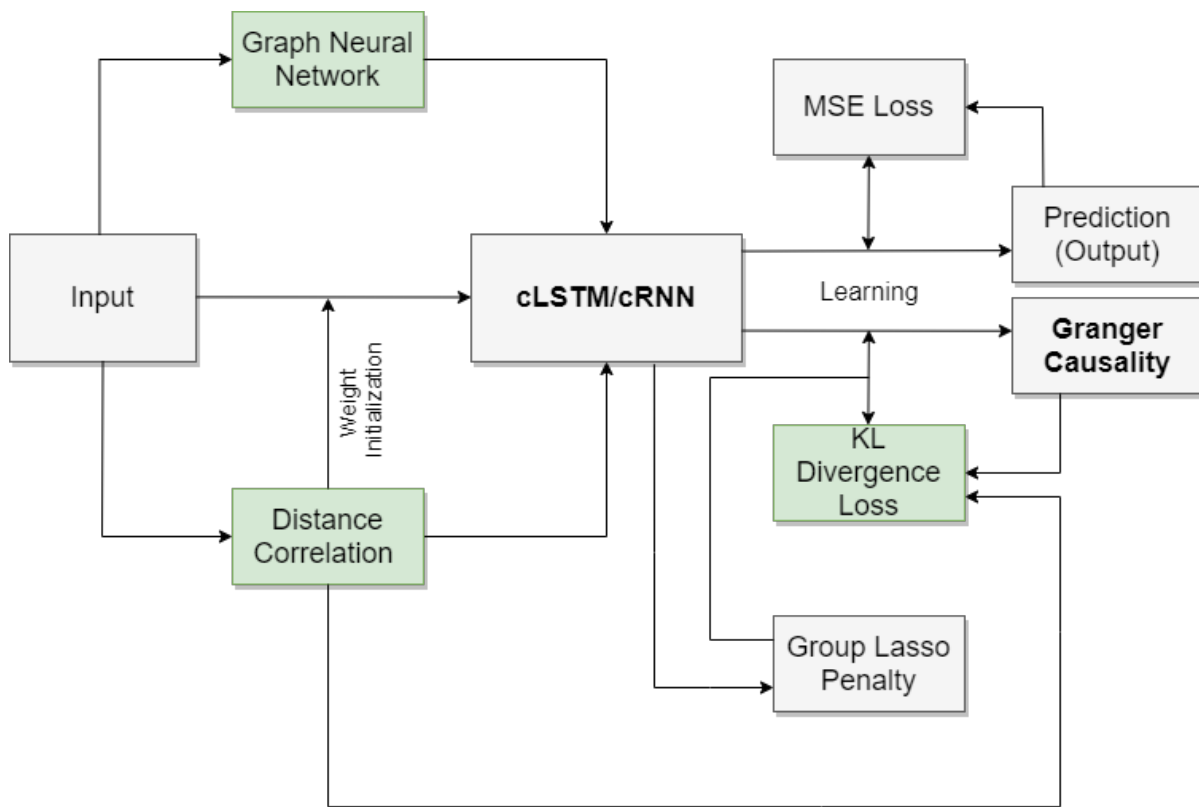 Graph Neural
Network
MSE Loss
Prediction
(Output)
Input
cLSTM/cRNN
Learning
Granger
Causality
Weight
Initialization
KL
Divergence
Loss
Distance
Correlation
Group Lasso
Penalty